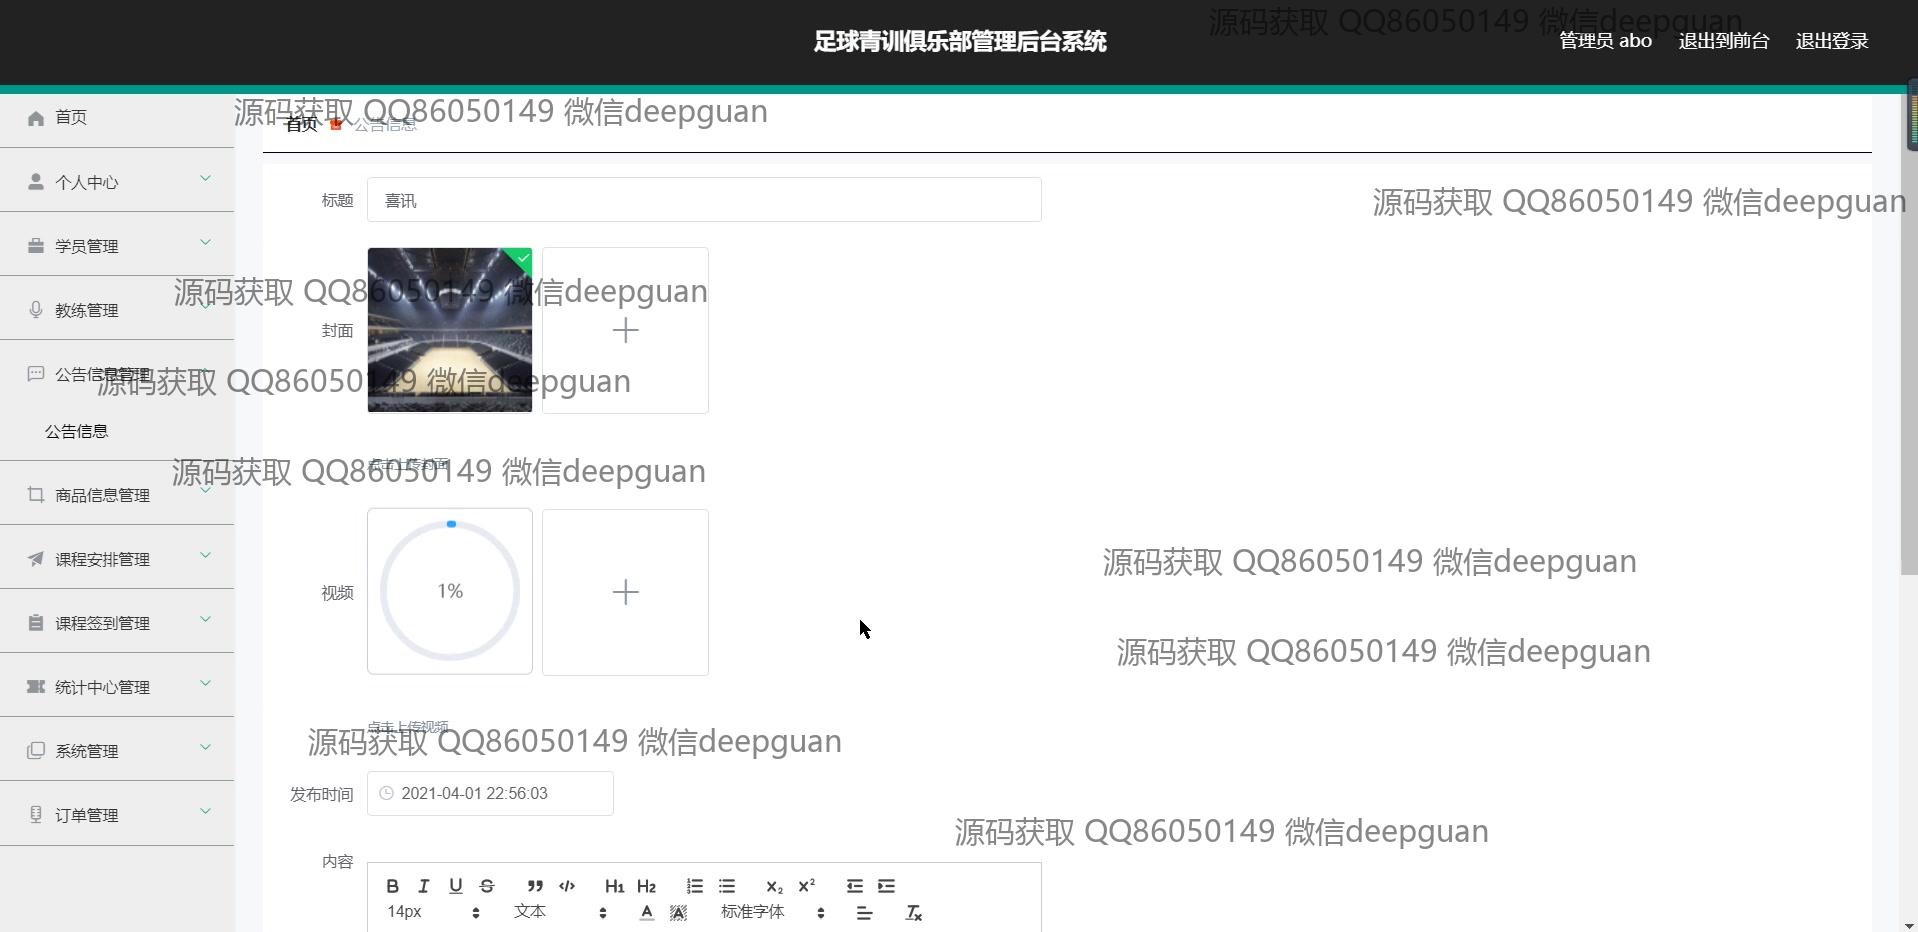 足球青训俱乐部管理后台系统
源码获取 QQ86050149 微信deepguan
管理员 abo
退出到前台
退出登录
首页
源码获取 QQ86050149 微信deepguan
首页
公告信息
个人中心
标题
喜讯
源码获取 QQ86050149 微信deepguan
学员管理
源码获取 QQ86050149 微信deepguan
教练管理
封面
公告信息管理
源码获取 QQ86050149 微信deepguan
公告信息
点击上传封面
源码获取 QQ86050149 微信deepguan
商品信息管理
课程安排管理
源码获取 QQ86050149 微信deepguan
视频
1%
课程签到管理
源码获取 QQ86050149 微信deepguan
统计中心管理
点击上传视频
源码获取 QQ86050149 微信deepguan
系统管理
发布时间
2021-04-01 22:56:03
订单管理
源码获取 QQ86050149 微信deepguan
内容
B I U S H1 H2 X2 X2
14px 文本 A A 标准字体 Tx